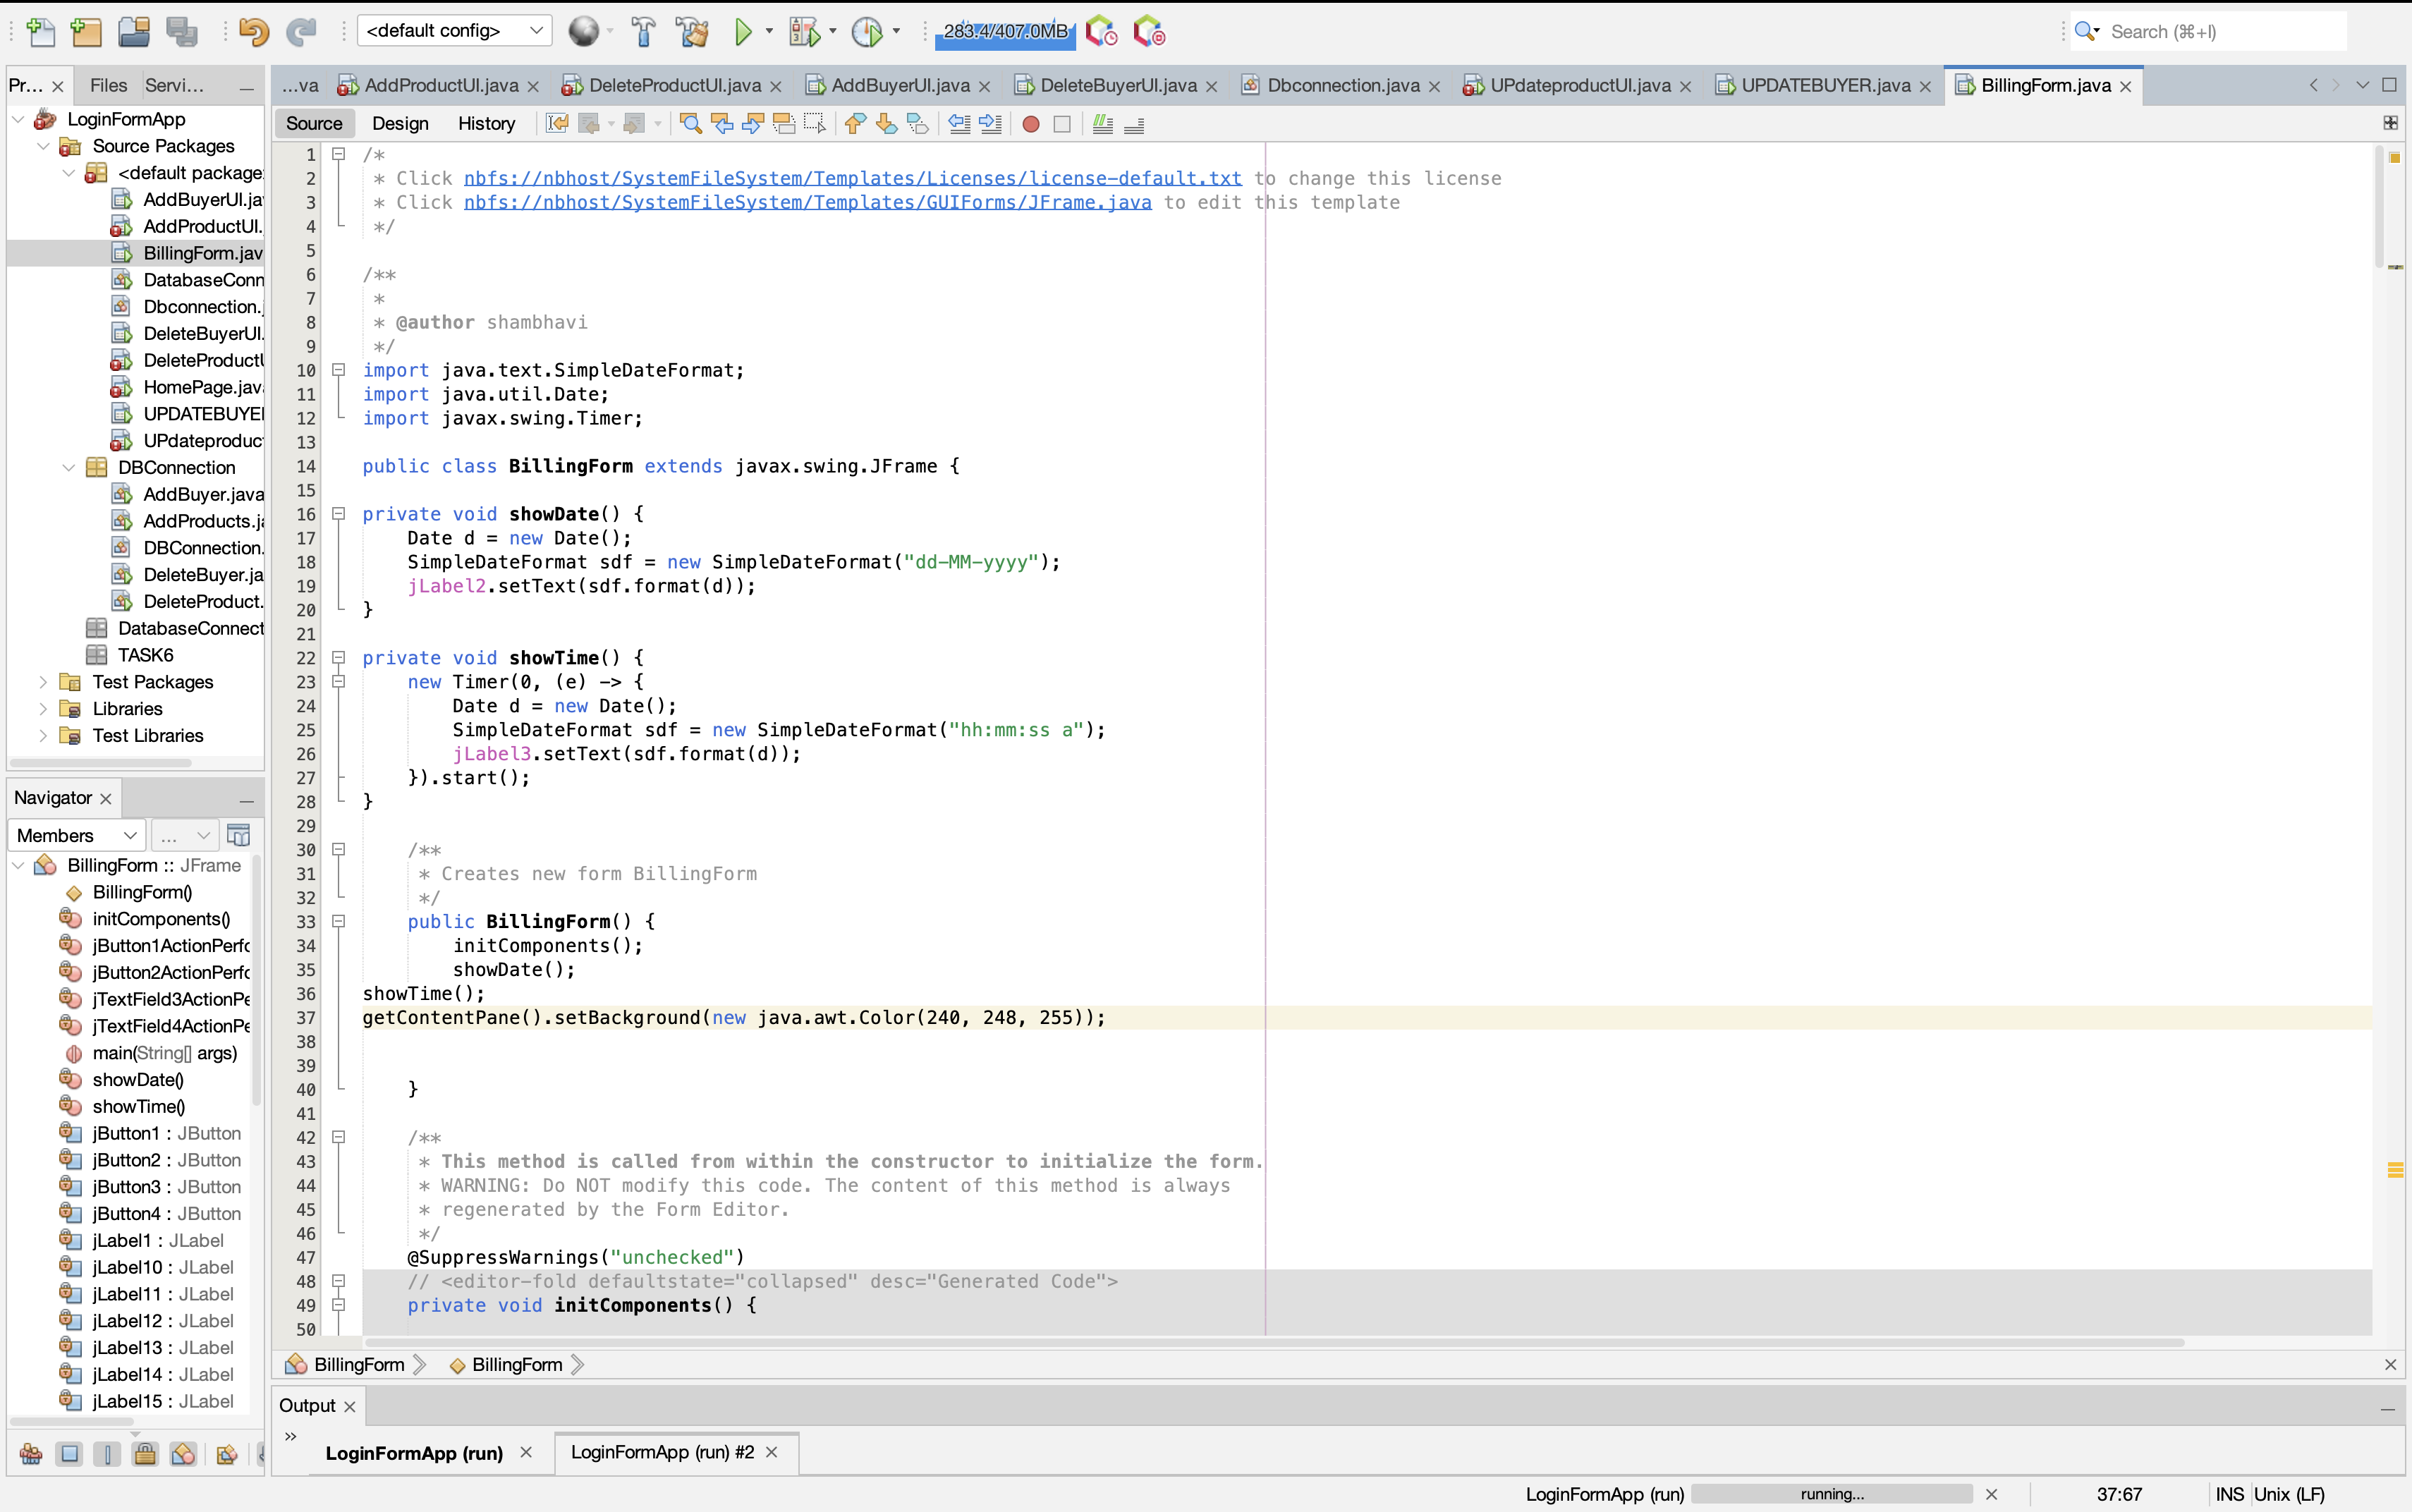 <default config>
283.4/407.0MB
Search (⌘+I)
Pr...
Files
Servi...
...va
AddProductUI.java
DeleteProductUI.java
AddBuyerUI.java
DeleteBuyerUI.java
Dbconnection.java
UPdateproductUI.java
UPDATEBUYER.java
BillingForm.java
Source
Design
History
LoginFormApp
Source Packages
<default package
AddBuyerUI.ja
AddProductUI.
BillingForm.jav
DatabaseConn
Dbconnection.
DeleteBuyerUI.
DeleteProductU
HomePage.java
UPDATEBUYE
UPdateproduc
DBConnection
AddBuyer.java
AddProducts.ja
DBConnection.
DeleteBuyer.ja
DeleteProduct.
DatabaseConnect
TASK6
Test Packages
Libraries
Test Libraries
Navigator
Members
...
BillingForm :: JFrame
BillingForm()
initComponents()
jButton1ActionPerfo
jButton2ActionPerfo
jTextField3ActionPe
jTextField4ActionPe
main(String[] args)
showDate()
showTime()
jButton1 : JButton
jButton2 : JButton
jButton3 : JButton
jButton4 : JButton
jLabel1 : JLabel
jLabel10 : JLabel
jLabel11 : JLabel
jLabel12 : JLabel
jLabel13 : JLabel
jLabel14 : JLabel
jLabel15 : JLabel
1 /*
2 * Click nbfs://nbhost/SystemFileSystem/Templates/Licenses/license-default.txt to change this license
3 * Click nbfs://nbhost/SystemFileSystem/Templates/GUIForms/JFrame.java to edit this template
4 */
5
6 /**
7 *
8 * @author shambhavi
9 */
10 import java.text.SimpleDateFormat;
11 import java.util.Date;
12 import javax.swing.Timer;
13
14 public class BillingForm extends javax.swing.JFrame {
15
16 private void showDate() {
17 Date d = new Date();
18 SimpleDateFormat sdf = new SimpleDateFormat("dd-MM-yyyy");
19 jLabel2.setText(sdf.format(d));
20 }
21
22 private void showTime() {
23 new Timer(0, (e) -> {
24 Date d = new Date();
25 SimpleDateFormat sdf = new SimpleDateFormat("hh:mm:ss a");
26 jLabel3.setText(sdf.format(d));
27 }).start();
28 }
29
30 /**
31 * Creates new form BillingForm
32 */
33 public BillingForm() {
34 initComponents();
35 showDate();
36 showTime();
37 getContentPane().setBackground(new java.awt.Color(240, 248, 255));
38
39
40 }
41
42 /**
43 * This method is called from within the constructor to initialize the form.
44 * WARNING: Do NOT modify this code. The content of this method is always
45 * regenerated by the Form Editor.
46 */
47 @SuppressWarnings("unchecked")
48 // <editor-fold defaultstate="collapsed" desc="Generated Code">
49 private void initComponents() {
50
BillingForm
BillingForm
Output
LoginFormApp (run)
LoginFormApp (run) #2
LoginFormApp (run)
running...
37:67
INS
Unix (LF)